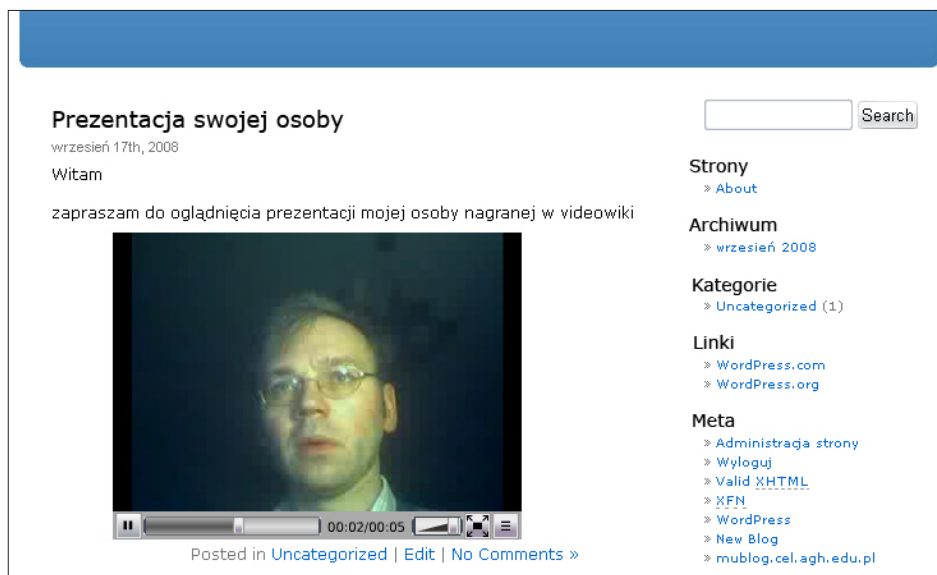 Prezentacja swojej osoby
wrzesień 17th, 2008
Witam
zapraszam do oglądnięcia prezentacji mojej osoby nagranej w videowiki
00:02/00:05
Posted in Uncategorized | Edit | No Comments »
Search
Strony
» About
Archiwum
» wrzesień 2008
Kategorie
» Uncategorized (1)
Linki
» WordPress.com
» WordPress.org
Meta
» Administracja strony
» Wyloguj
» Valid XHTML
» XFN
» WordPress
» New Blog
» mublog.cel.agh.edu.pl